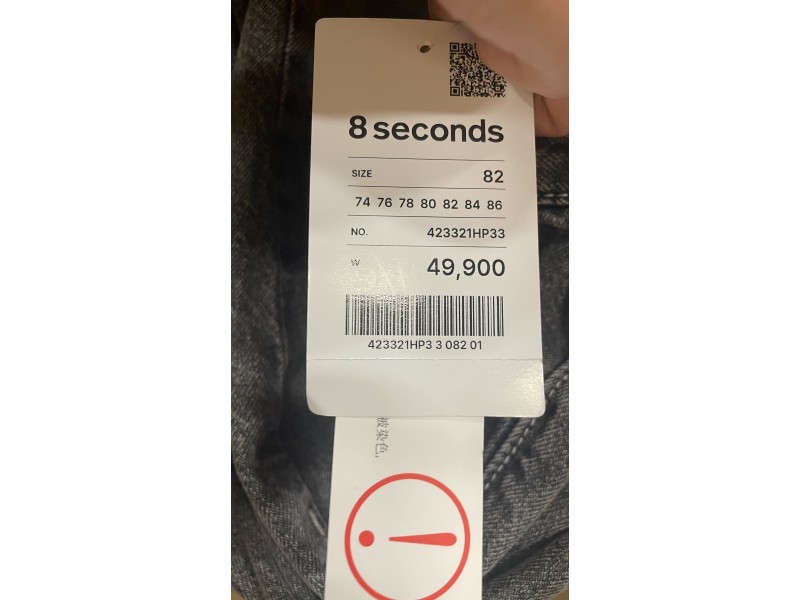 8 seconds
SIZE 82
74 76 78 80 82 84 86
NO. 423321HP33
₩ 49,900
423321HP3 3 082 01
被染色,